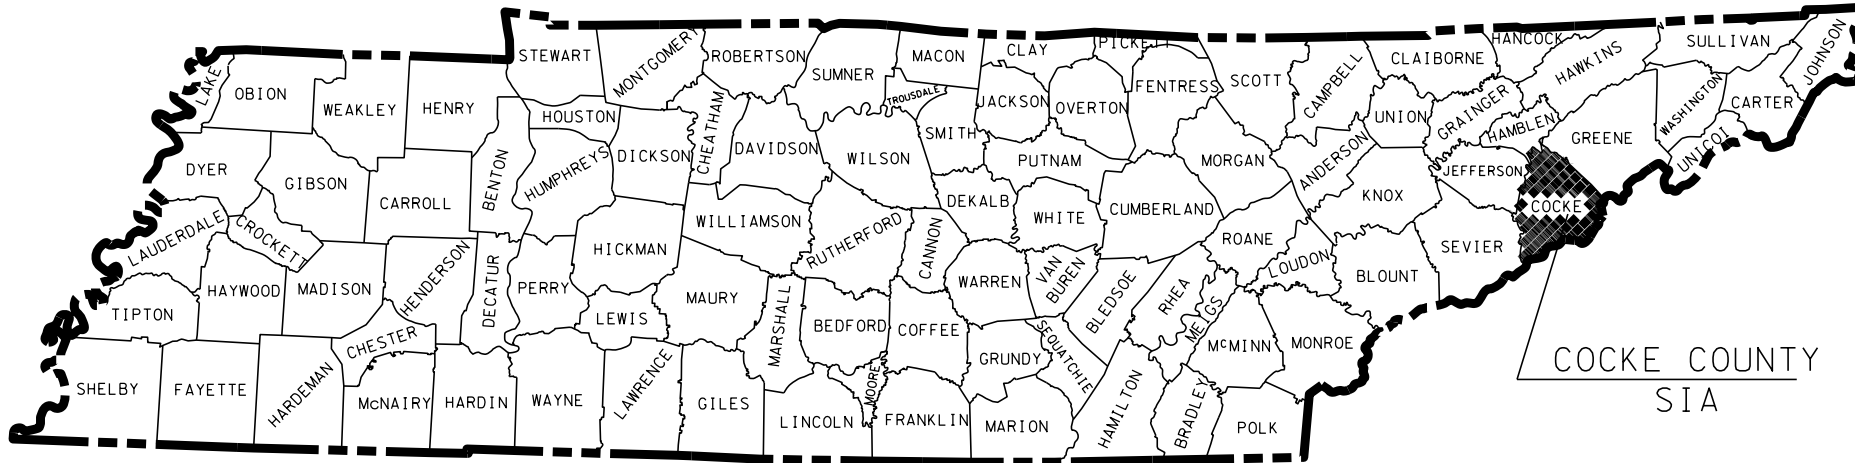 STEWART
MONTGOMERY
ROBERTSON
SUMNER
MACON
CLAY
PICKETT
SCOTT
CAMPBELL
CLAIBORNE
HANCOCK
HAWKINS
SULLIVAN
JOHNSON
LAKE
OBION
WEAKLEY
HENRY
HOUSTON
CHEATHAM
TROUSDALE
JACKSON
OVERTON
FENTRESS
UNION
GRAINGER
HAMBLEN
GREENE
WASHINGTON
CARTER
UNICOI
DYER
GIBSON
CARROLL
BENTON
HUMPHREYS
DICKSON
DAVIDSON
WILSON
SMITH
PUTNAM
MORGAN
ANDERSON
KNOX
JEFFERSON
COCKE
LAUDERDALE
CROCKETT
WILLIAMSON
RUTHERFORD
CANNON
DEKALB
WHITE
CUMBERLAND
ROANE
LOUDON
BLOUNT
SEVIER
TIPTON
HAYWOOD
MADISON
HENDERSON
DECATUR
PERRY
HICKMAN
LEWIS
MAURY
MARSHALL
BEDFORD
COFFEE
WARREN
VAN
BUREN
BLEDSOE
RHEA
MEIGS
McMINN
MONROE
SHELBY
FAYETTE
HARDEMAN
CHESTER
McNAIRY
HARDIN
WAYNE
LAWRENCE
GILES
LINCOLN
MOORE
FRANKLIN
GRUNDY
SEQUATCHIE
MARION
HAMILTON
BRADLEY
POLK
COCKE COUNTY
SIA